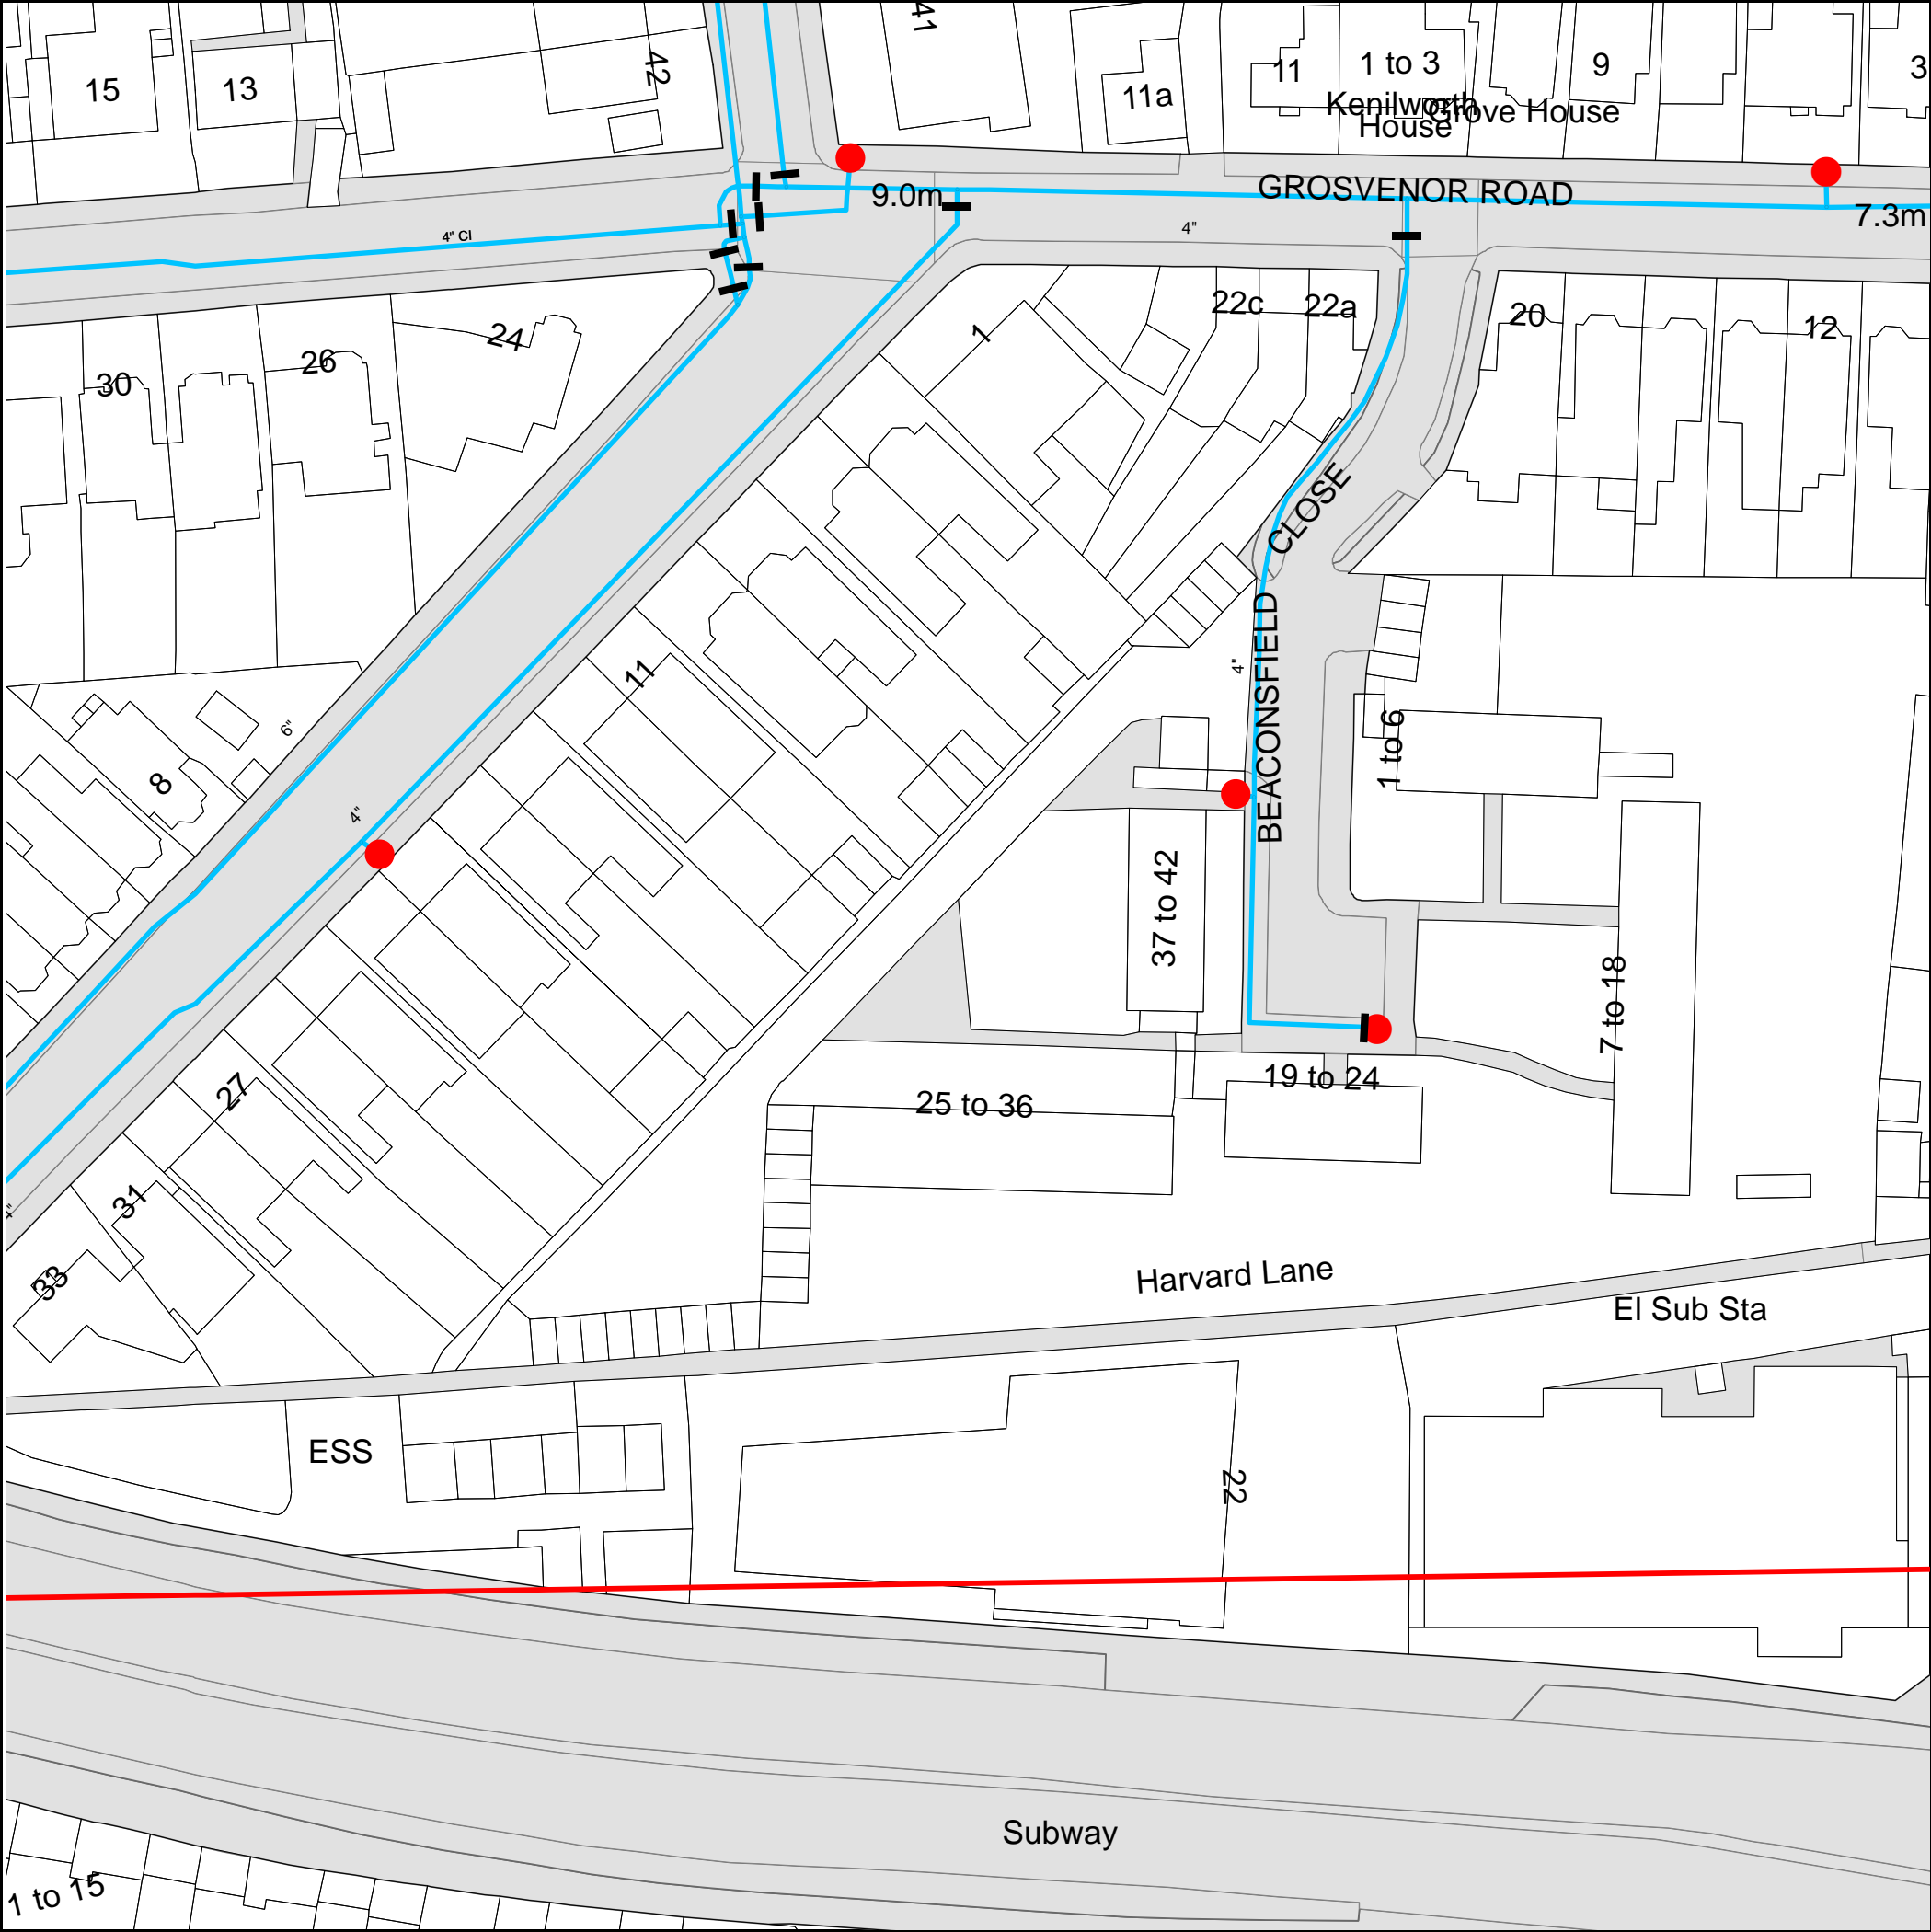 41
42
15
13
11a
11
1 to 3
Kenilworth
House
Grove House
9
3
GROSVENOR ROAD
9.0m
7.3m
4" CI
4"
30
26
24
1
22c
22a
20
12
CLOSE
BEACONSFIELD
4"
11
6"
8
4"
1 to 6
37 to 42
7 to 18
19 to 24
25 to 36
27
31
33
4"
Harvard Lane
El Sub Sta
ESS
22
Subway
1 to 15